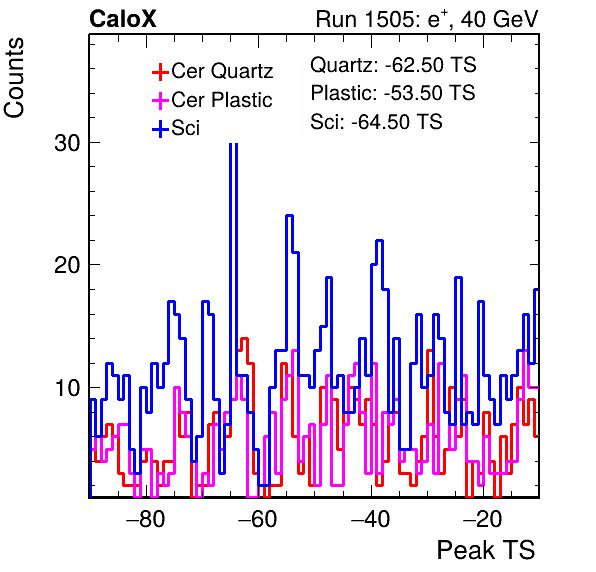 CaloX Run 1505: e⁺, 40 GeV
Counts
Cer Quartz
Cer Plastic
Sci
Quartz: -62.50 TS
Plastic: -53.50 TS
Sci: -64.50 TS
30
20
10
−80 −60 −40 −20
Peak TS